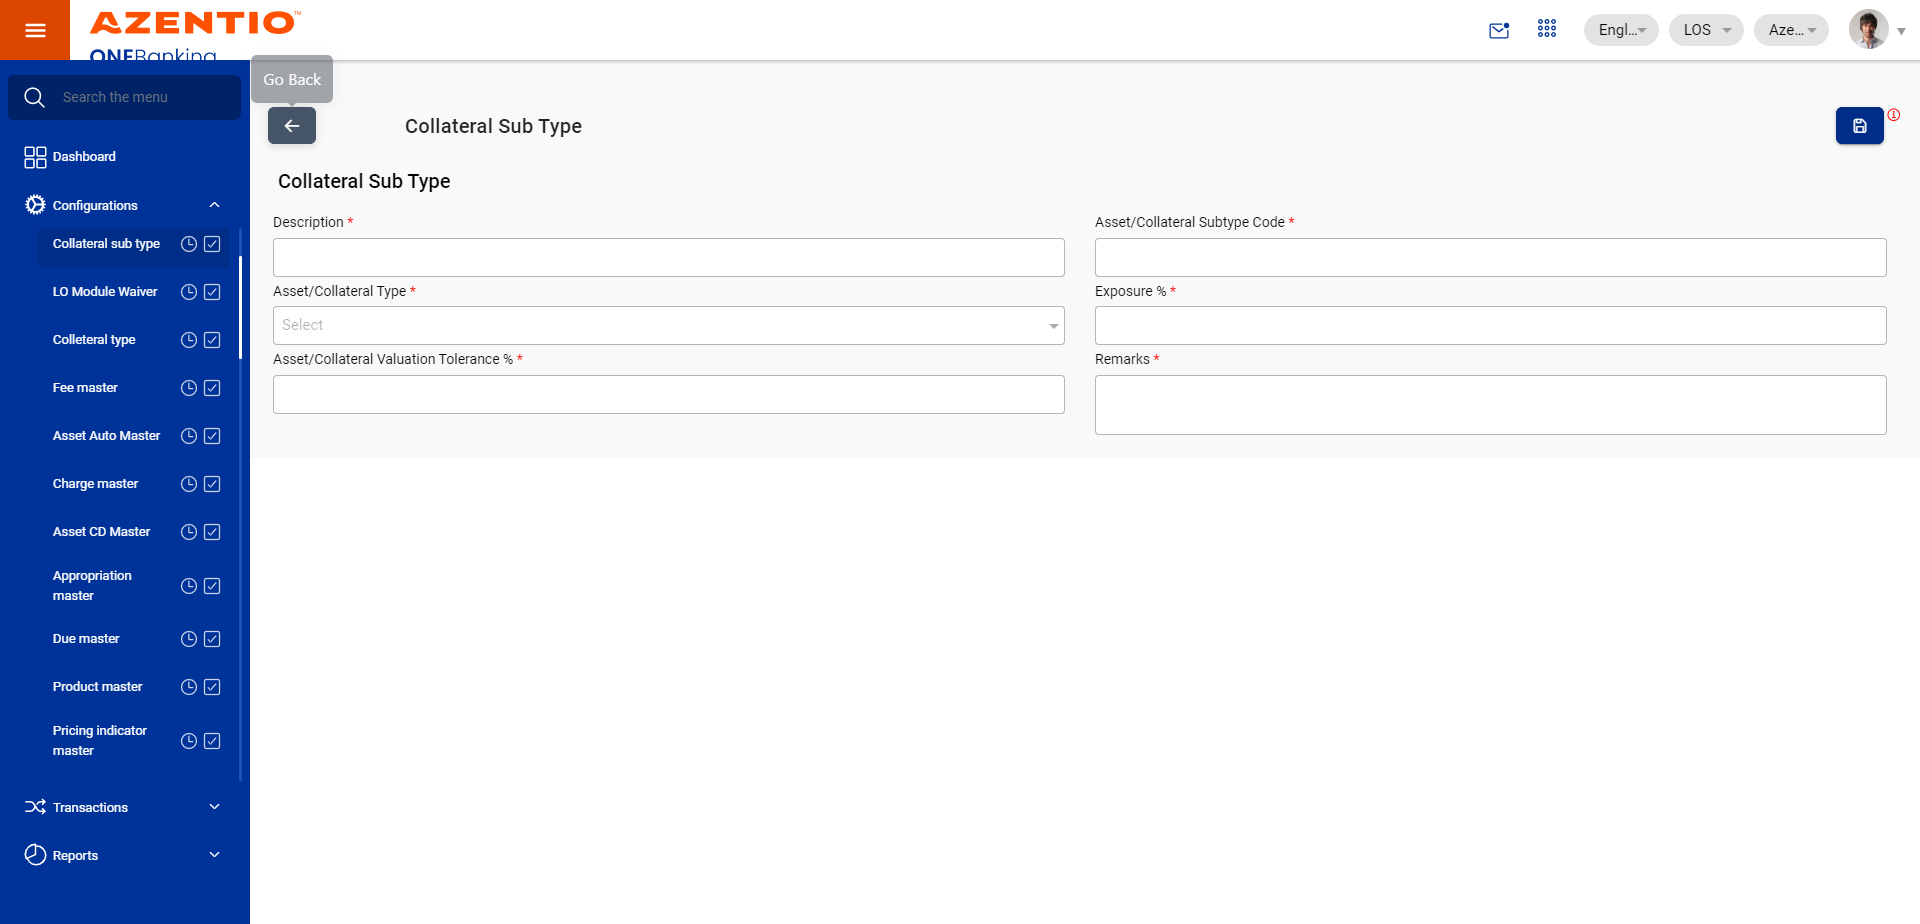 AZENTIO™
ONEBanking
Engl...
LOS
Aze...
Search the menu
Go Back
Collateral Sub Type
Dashboard
Configurations
Collateral sub type
LO Module Waiver
Colleteral type
Fee master
Asset Auto Master
Charge master
Asset CD Master
Appropriation
master
Due master
Product master
Pricing indicator
master
Transactions
Reports
Collateral Sub Type
Description *
Asset/Collateral Subtype Code *
Asset/Collateral Type *
Select
Exposure % *
Asset/Collateral Valuation Tolerance % *
Remarks *